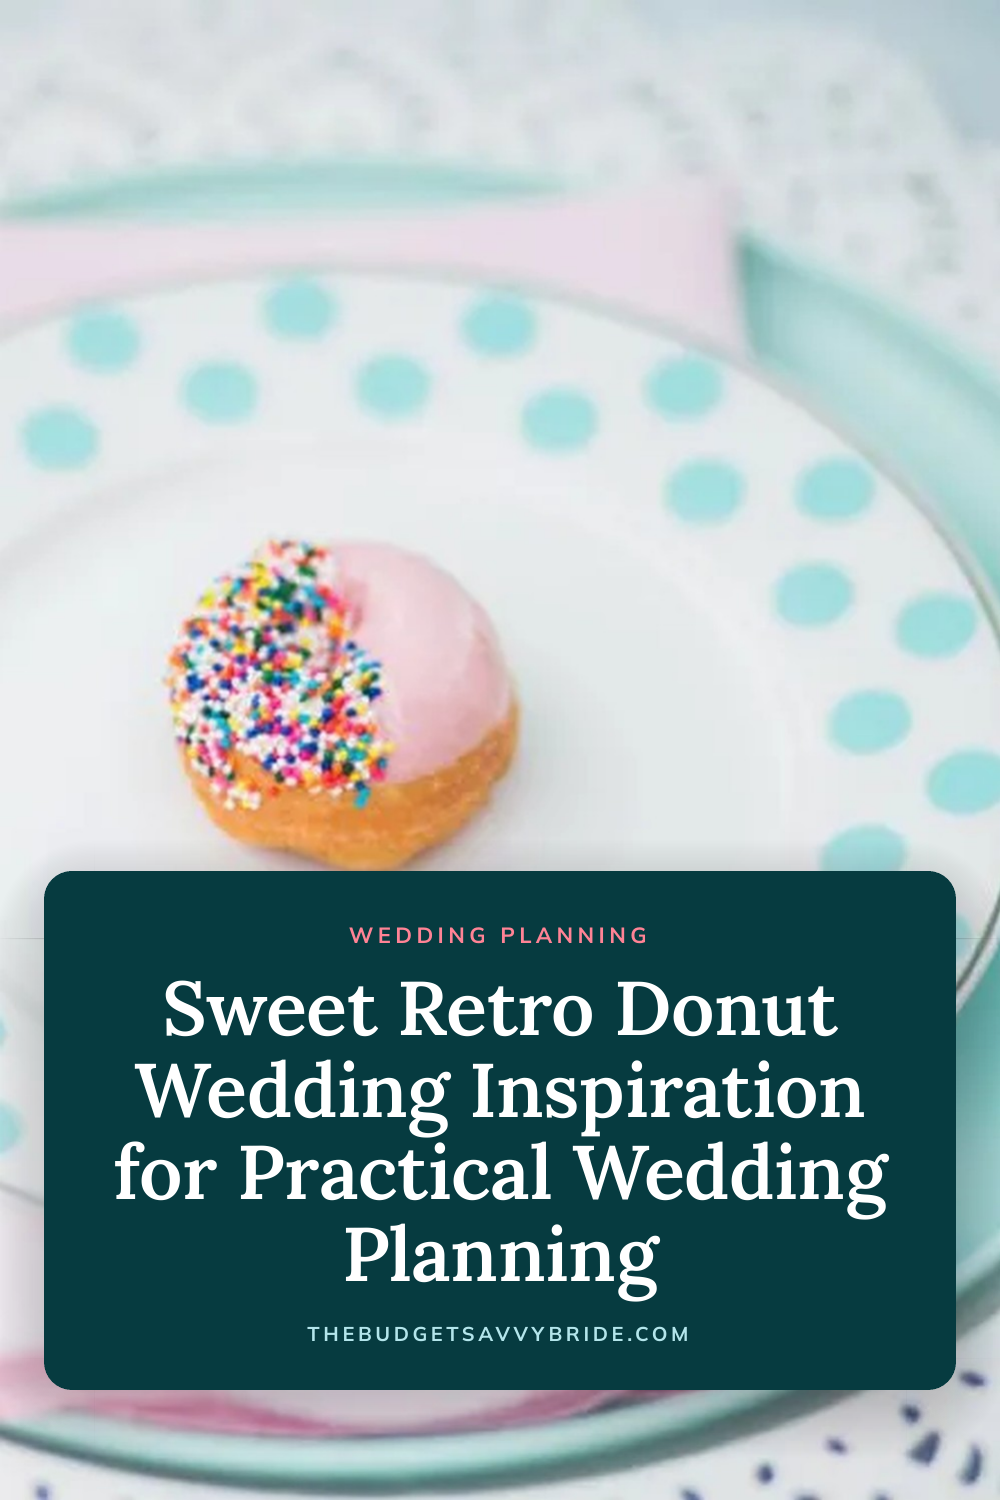 WEDDING PLANNING
Sweet Retro Donut
Wedding Inspiration
for Practical Wedding
Planning
THEBUDGETSAVVYBRIDE.COM